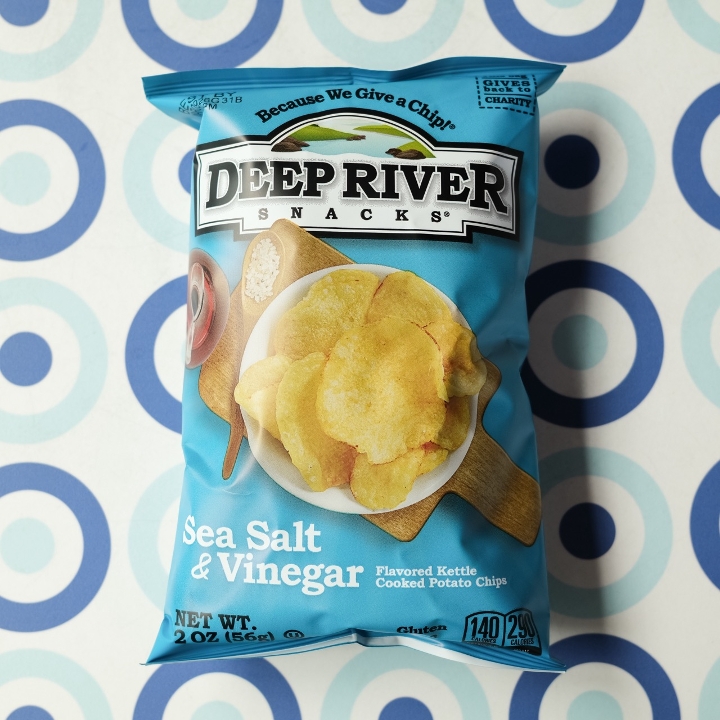 Because We Give a Chip!®
GIVES
back to
CHARITY
DEEP RIVER
SNACKS®
Sea Salt
& Vinegar
Flavored Kettle
Cooked Potato Chips
NET WT.
2 OZ (56g) U
Gluten
140 290
CALORIES